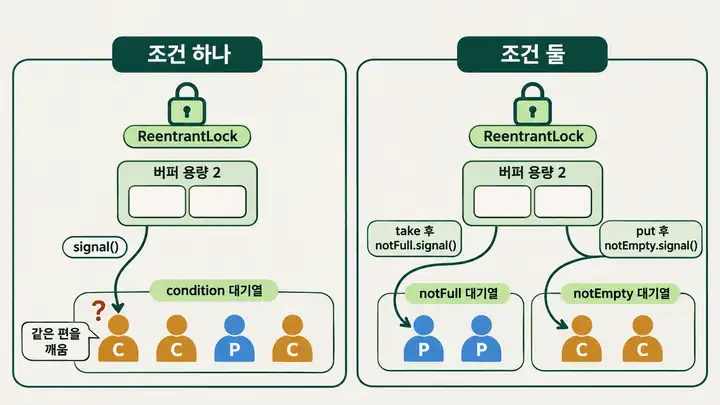 조건 하나
ReentrantLock
버퍼 용량 2
signal()
condition 대기열
?
같은 편을
깨움
C
C
P
C
조건 둘
ReentrantLock
버퍼 용량 2
take 후
notFull.signal()
put 후
notEmpty.signal()
notFull 대기열
notEmpty 대기열
P
P
C
C